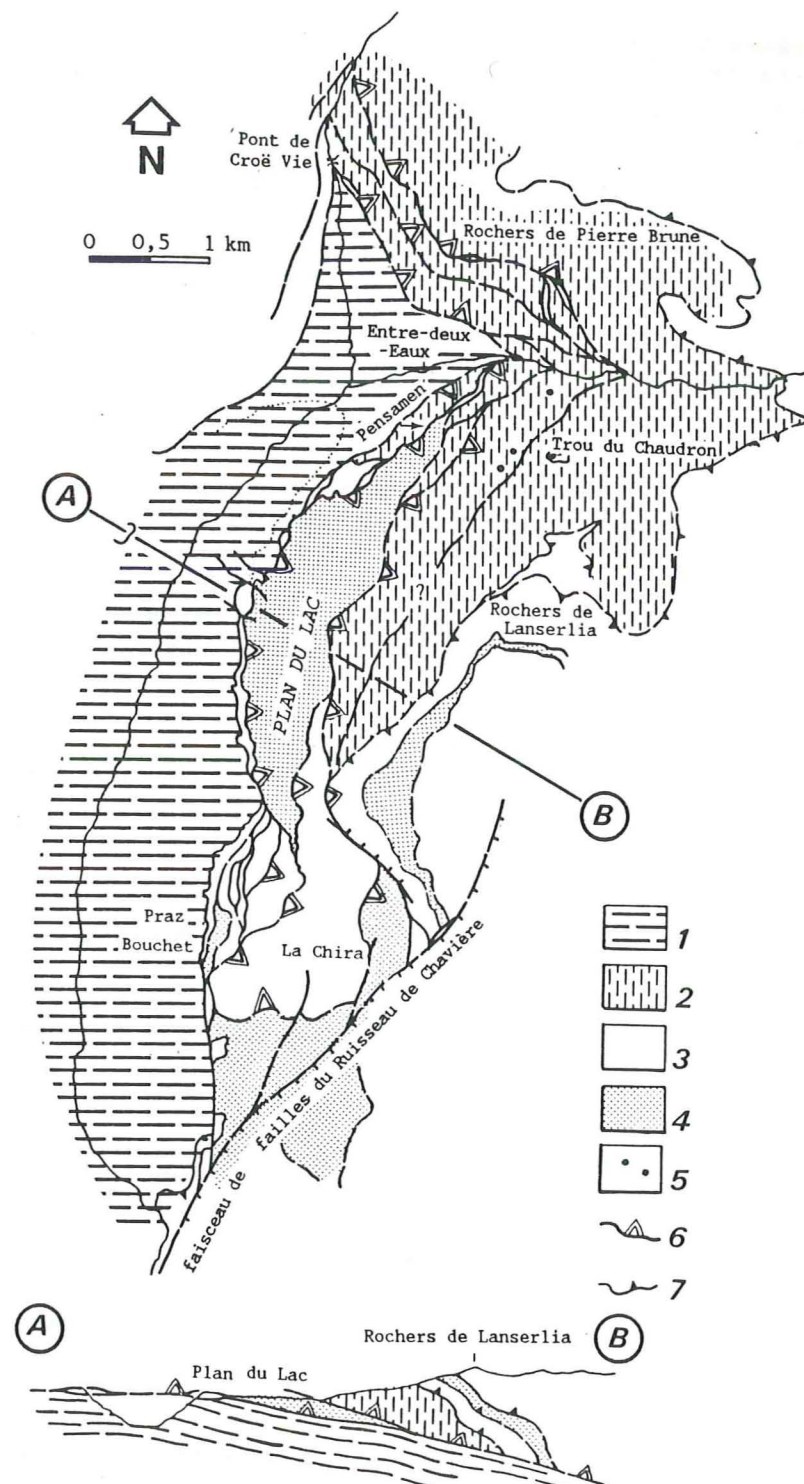 N
Pont de
Croë Vie
0 0,5 1 km
Rochers de Pierre Brune
Entre-deux
-Eaux
Pensamen
Trou du Chaudron
A
?
Rochers de
Lanserlia
PLAN DU LAC
B
Praz
Bouchet
La Chira
faisceau de failles du Ruisseau de Chavière
1
2
3
4
5
6
7
A
Rochers de Lanserlia
B
Plan du Lac